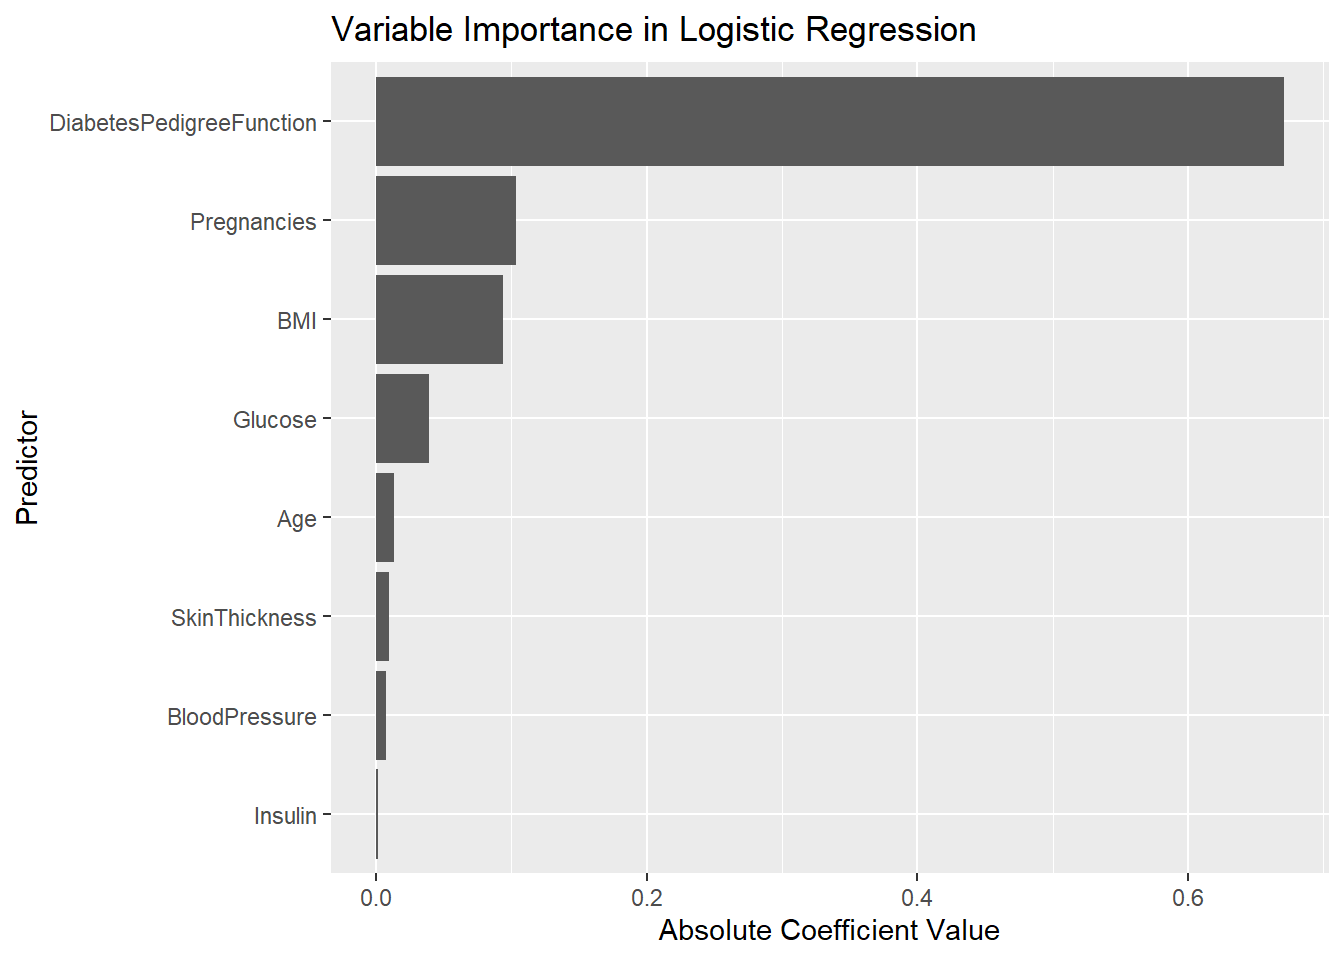 Variable Importance in Logistic Regression
Predictor
DiabetesPedigreeFunction
Pregnancies
BMI
Glucose
Age
SkinThickness
BloodPressure
Insulin
0.0 0.2 0.4 0.6
Absolute Coefficient Value